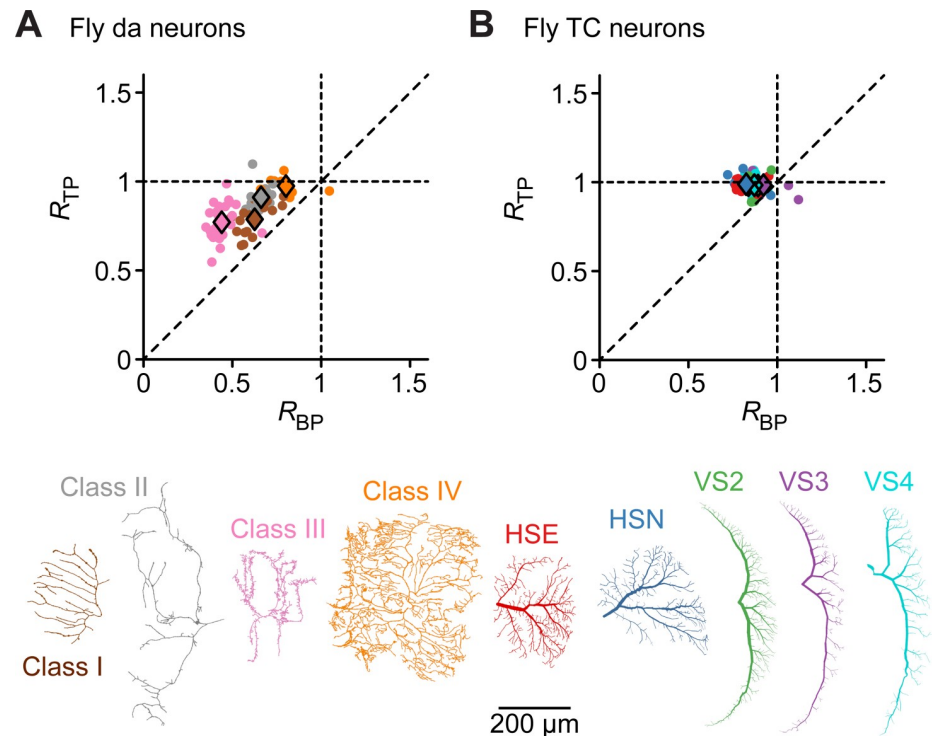 A Fly da neurons
B Fly TC neurons
1.5
1
0.5
0
R_TP
0 0.5 1 1.5
R_BP
1.5
1
0.5
0
R_TP
0 0.5 1 1.5
R_BP
Class I
Class II
Class III
Class IV
HSE
HSN
VS2
VS3
VS4
200 μm